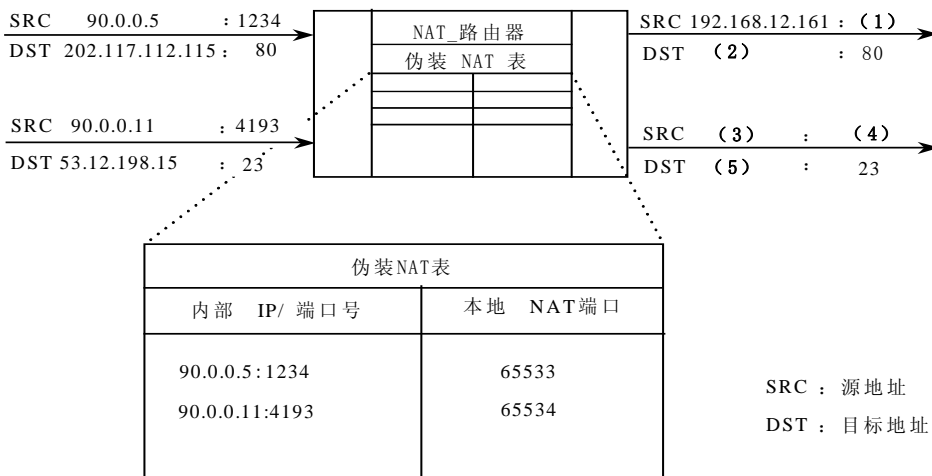 SRC 90.0.0.5 : 1234
DST 202.117.112.115 : 80
SRC 90.0.0.11 : 4193
DST 53.12.198.15 : 23
NAT_路由器
伪装 NAT 表
SRC 192.168.12.161 : (1)
DST (2) : 80
SRC (3) : (4)
DST (5) : 23
伪装NAT表
内部 IP/ 端口号 本地 NAT端口
90.0.0.5:1234 65533
90.0.0.11:4193 65534
SRC : 源地址
DST : 目标地址